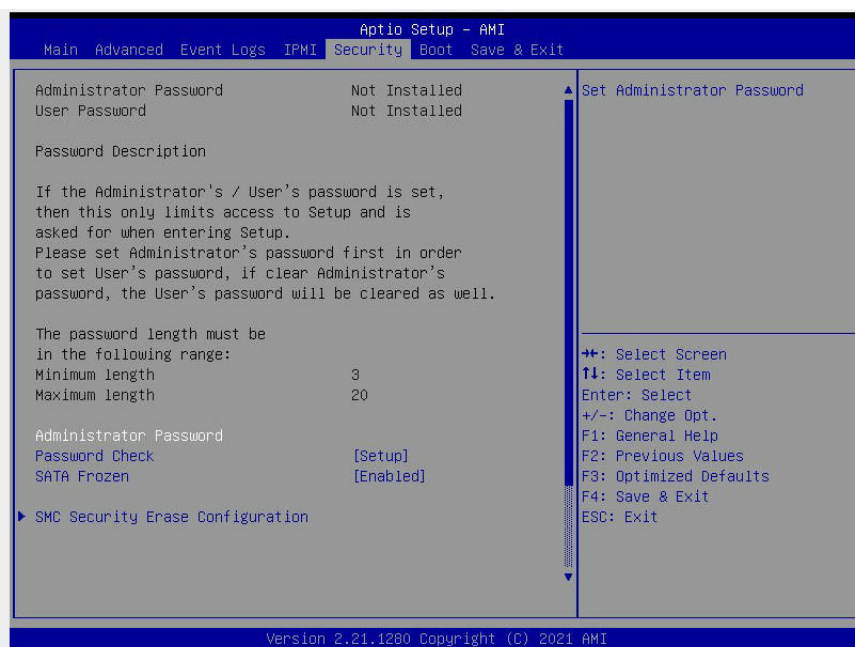 Aptio Setup - AMI
Main Advanced Event Logs IPMI Security Boot Save & Exit
Administrator Password Not Installed
User Password Not Installed
Password Description
If the Administrator's / User's password is set,
then this only limits access to Setup and is
asked for when entering Setup.
Please set Administrator's password first in order
to set User's password, if clear Administrator's
password, the User's password will be cleared as well.
The password length must be
in the following range:
Minimum length 3
Maximum length 20
Administrator Password
Password Check [Setup]
SATA Frozen [Enabled]
SMC Security Erase Configuration
Set Administrator Password
→←: Select Screen
↑↓: Select Item
Enter: Select
+/-: Change Opt.
F1: General Help
F2: Previous Values
F3: Optimized Defaults
F4: Save & Exit
ESC: Exit
Version 2.21.1280 Copyright (C) 2021 AMI